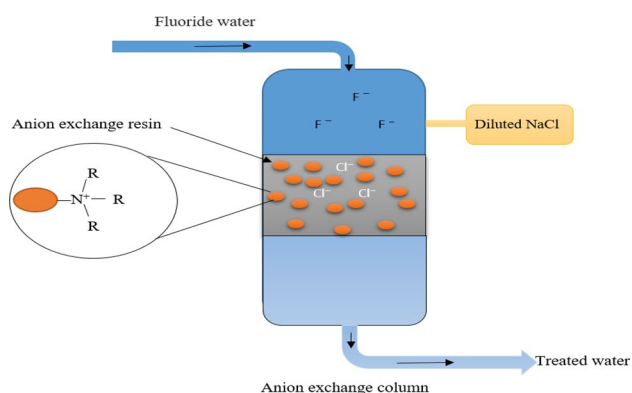 Fluoride water
F⁻
F⁻ F⁻
Diluted NaCl
Anion exchange resin
Cl⁻
Cl⁻ Cl⁻
R
N⁺ R
R
Treated water
Anion exchange column